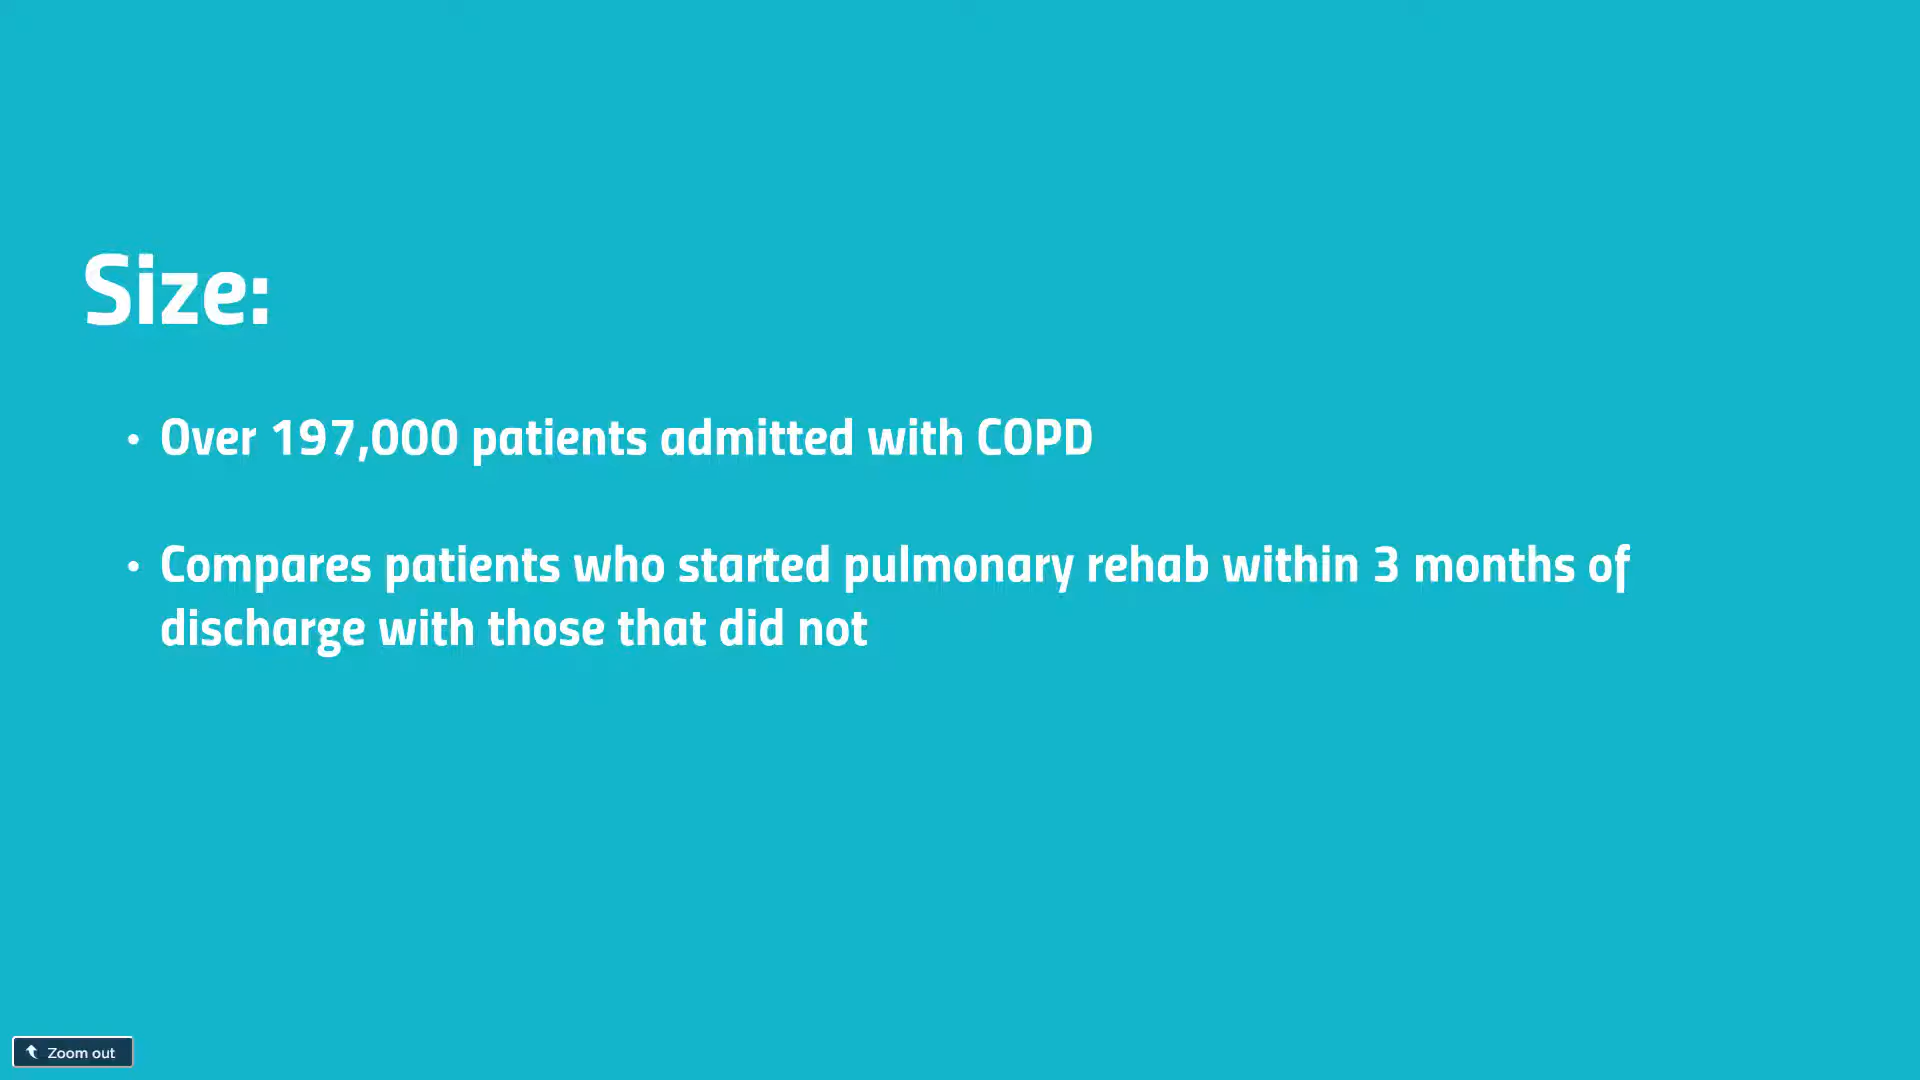 Size:
• Over 197,000 patients admitted with COPD
• Compares patients who started pulmonary rehab within 3 months of
discharge with those that did not
Zoom out